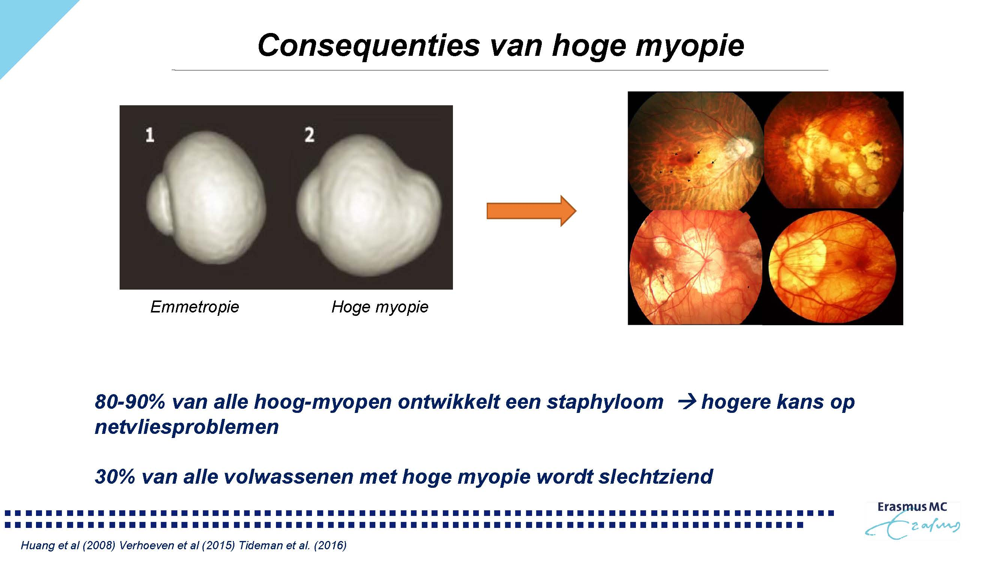 Consequenties van hoge myopie
1
2
Emmetropie
Hoge myopie
80-90% van alle hoog-myopen ontwikkelt een staphyloom → hogere kans op
netvliesproblemen
30% van alle volwassenen met hoge myopie wordt slechtziend
Erasmus MC
Erasmus
Huang et al (2008) Verhoeven et al (2015) Tideman et al. (2016)